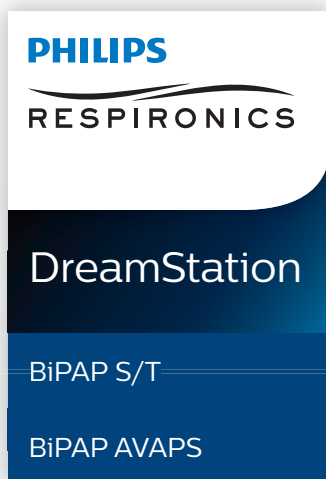 PHILIPS
RESPIRONICS
DreamStation
BiPAP S/T
BiPAP AVAPS